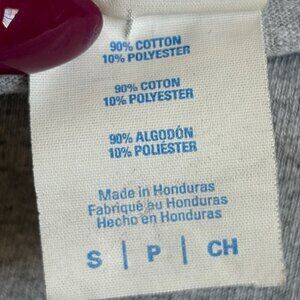 90% COTTON
10% POLYESTER
90% COTON
10% POLYESTER
90% ALGODÓN
10% POLIÉSTER
Made in Honduras
Fabriqué au Honduras
Hecho en Honduras
S | P | CH